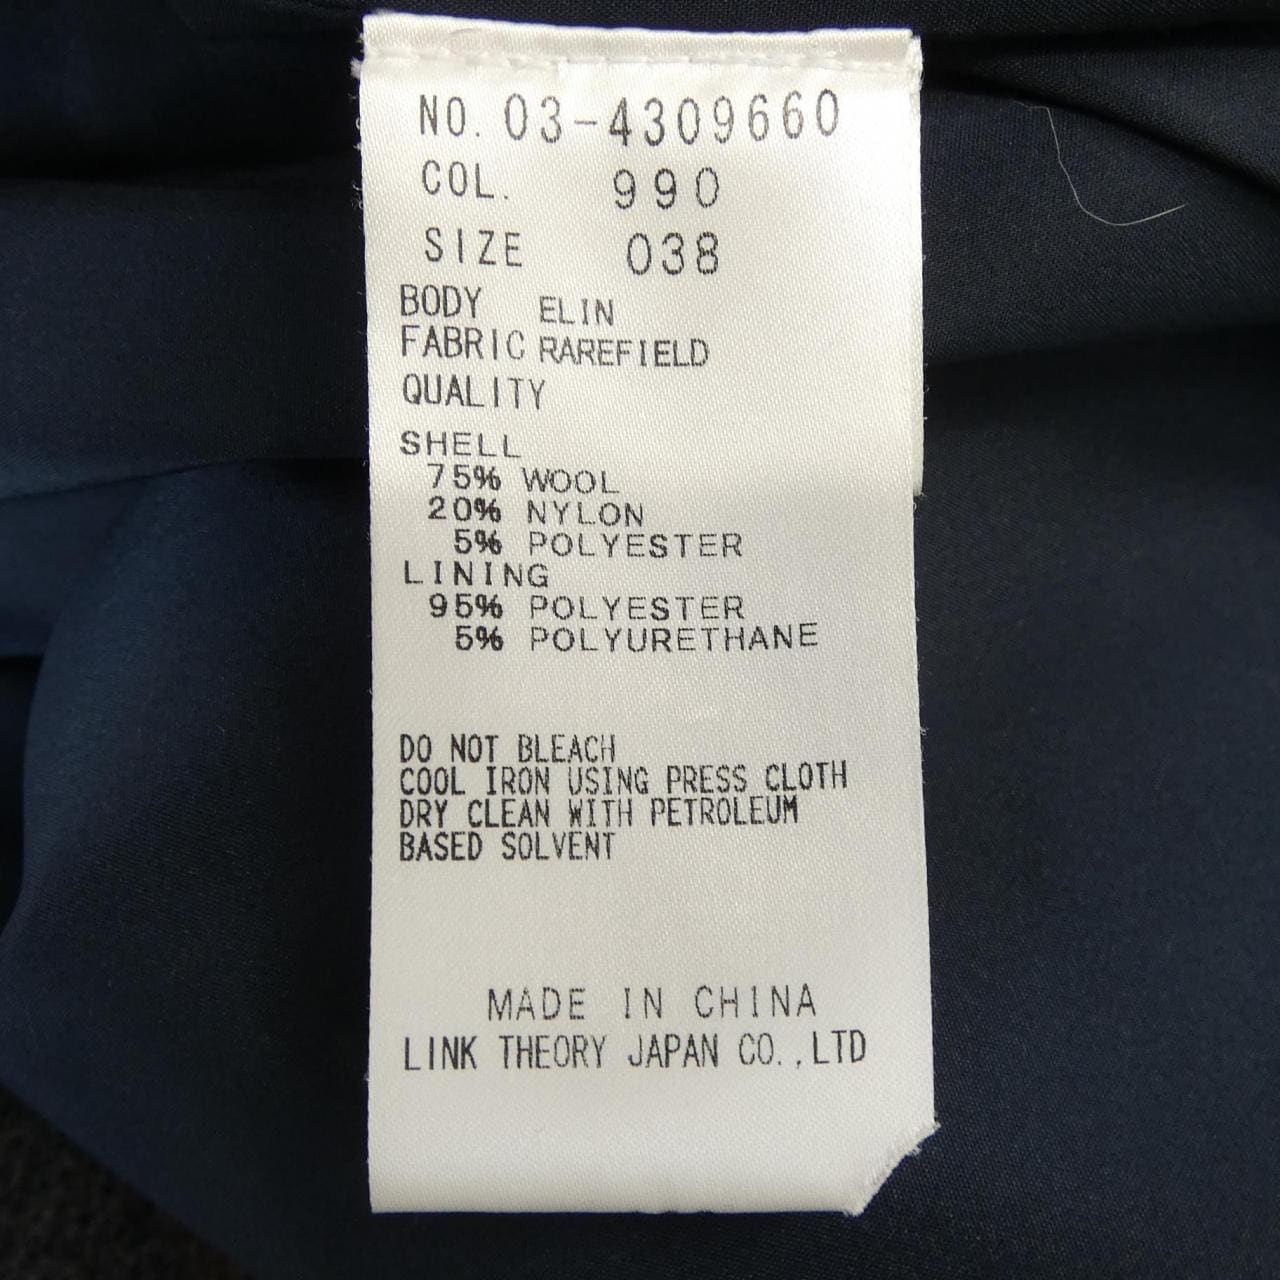 NO. 03-4309660
COL. 990
SIZE 038
BODY ELIN
FABRIC RAREFIELD
QUALITY
SHELL
75% WOOL
20% NYLON
5% POLYESTER
LINING
95% POLYESTER
5% POLYURETHANE
DO NOT BLEACH
COOL IRON USING PRESS CLOTH
DRY CLEAN WITH PETROLEUM
BASED SOLVENT
MADE IN CHINA
LINK THEORY JAPAN CO.,LTD